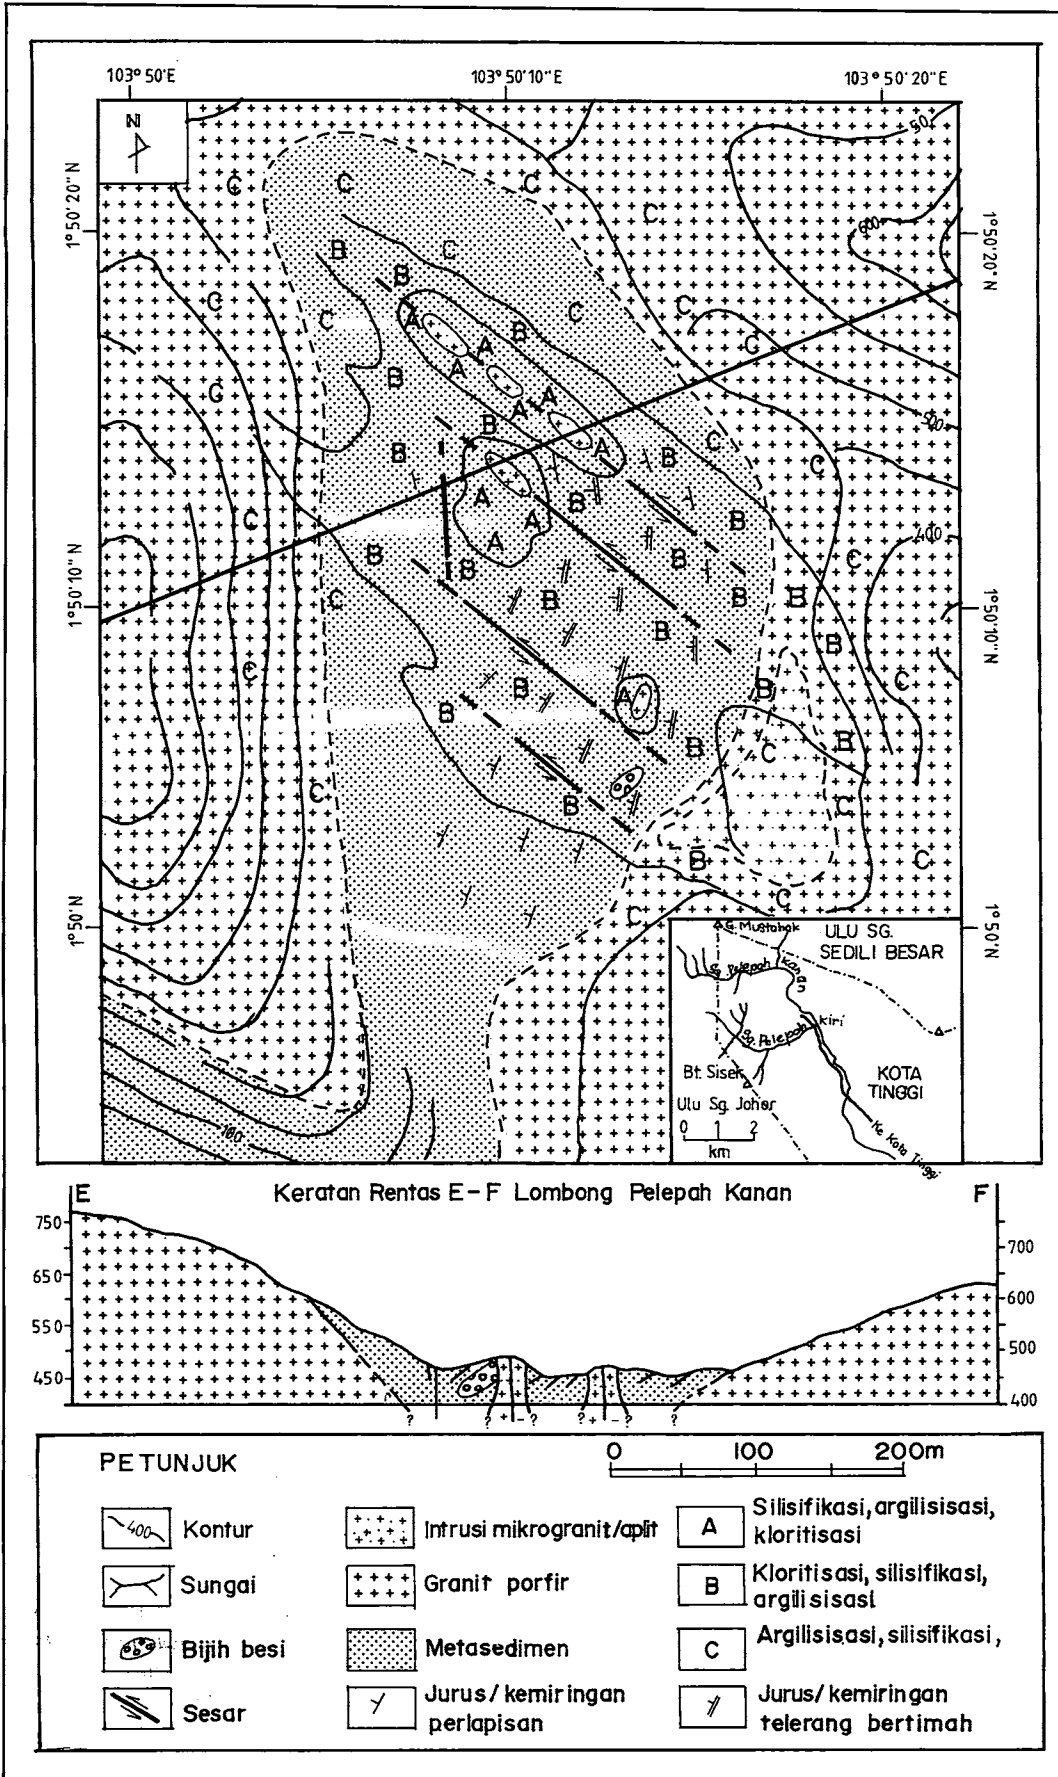 103° 50'E
103° 50'10"E
103° 50'20"E
N
1° 50' 20" N
1° 50' 20" N
1° 50' 10" N
1° 50' 10" N
1° 50' N
1° 50' N
50
600
500
400
100
C
C
C
C
C
B
B
C
C
C
C
C
A
B
A
A
B
C
C
A
A
B
A
B
C
B
C
C
A
B
B
C
A
A
B
B
B
C
C
B
B
B
B
B
B
C
C
A
B
B
B
B
B
C
B
C
B
C
B
C
C
C
G. Mustahak
ULU SG.
SEDILI BESAR
Sg. Pelepah Kanan
Sg. Pelepah Kiri
Bt. Sisek
KOTA
TINGGI
Ulu Sg. Johor
0 1 2
km
Ke Kota Tinggi
E Keratan Rentas E-F Lombong Pelepah Kanan F
750
650
550
450
700
600
500
400
? ? + - ? ? + - ? ?
PETUNJUK
0 100 200m
400 Kontur
Sungai
Bijih besi
Sesar
Intrusi mikrogranit/aplit
Granit porfir
Metasedimen
Jurus/kemiringan
perlapisan
A Silisifikasi, argilisisasi,
kloritisasi
B Kloritisasi, silisifikasi,
argilisisasi
C Argilisisasi, silisifikasi,
Jurus/kemiringan
telerang bertimah